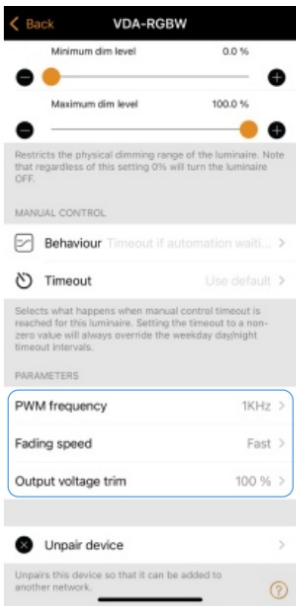 Back VDA-RGBW
Minimum dim level 0.0 %
Maximum dim level 100.0 %
Restricts the physical dimming range of the luminaire. Note
that regardless of this setting 0% will turn the luminaire
OFF.
MANUAL CONTROL
Behaviour Timeout if automation waiti...
Timeout Use default
Selects what happens when manual control timeout is
reached for this luminaire. Setting the timeout to a non-
zero value will always override the weekday day/night
timeout intervals.
PARAMETERS
PWM frequency 1KHz
Fading speed Fast
Output voltage trim 100 %
Unpair device
Unpairs this device so that it can be added to
another network.
?